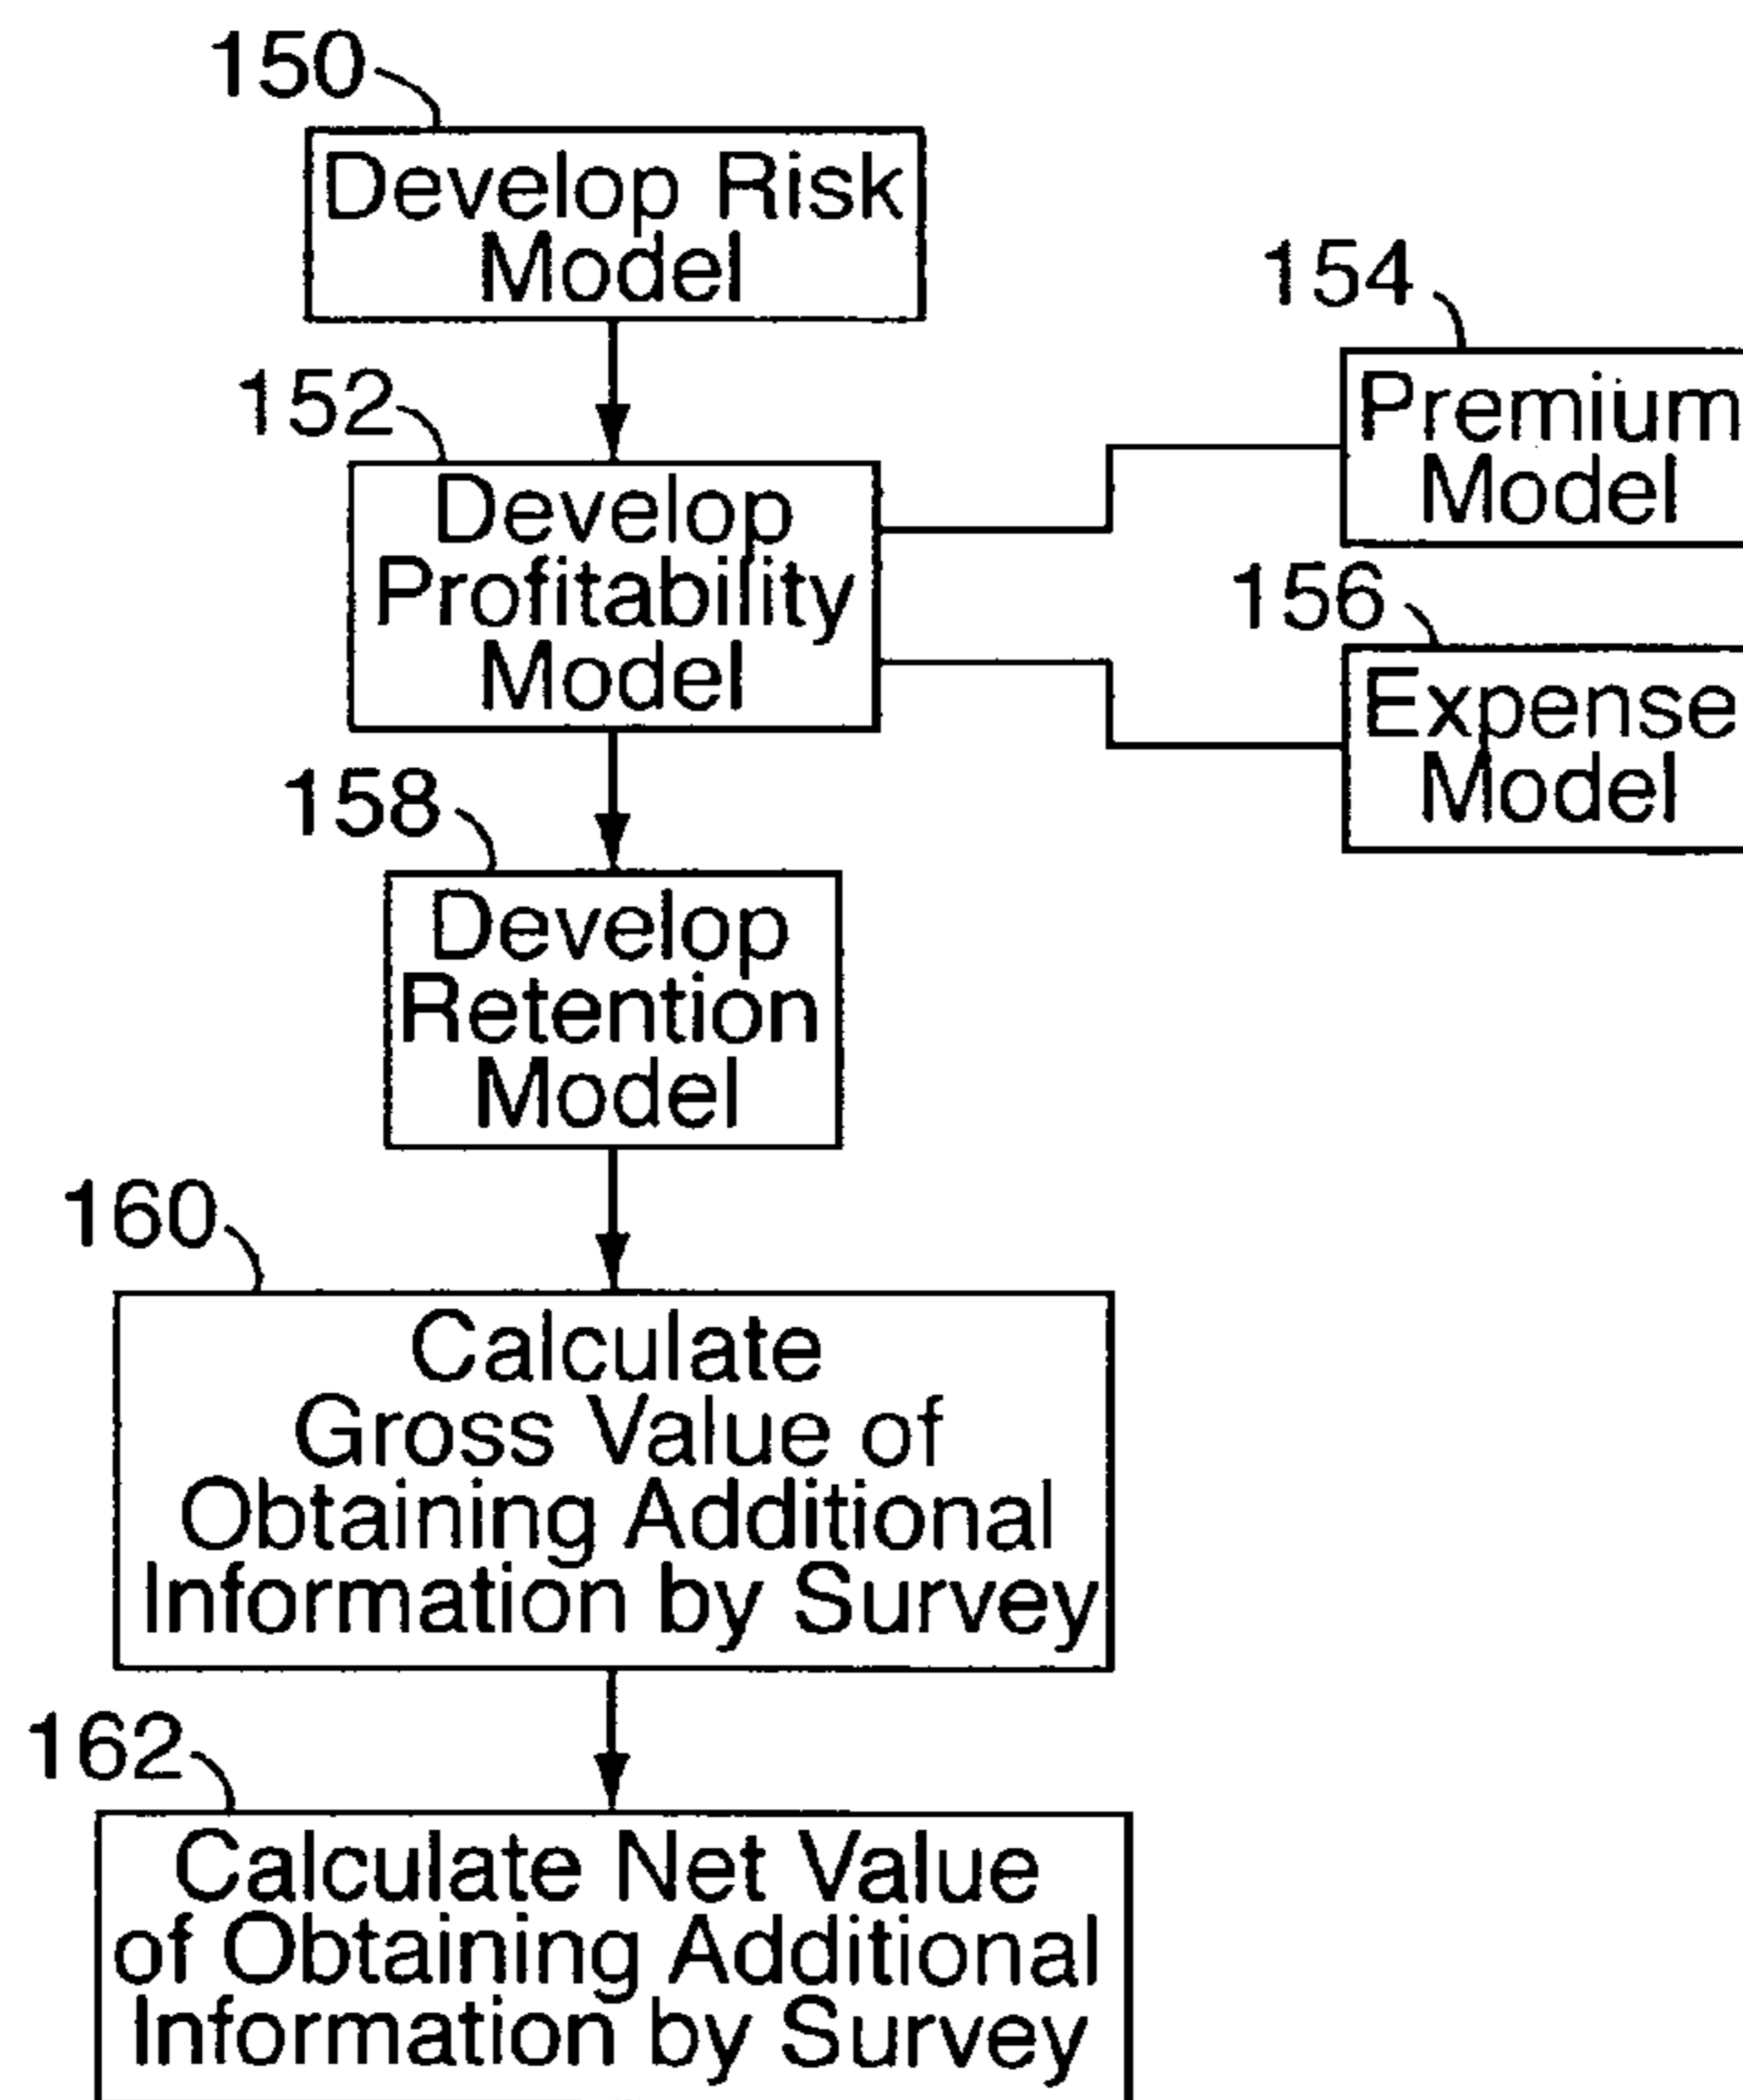 150
Develop Risk
Model
152
Develop
Profitability
Model
154
Premium
Model
156
Expense
Model
158
Develop
Retention
Model
160
Calculate
Gross Value of
Obtaining Additional
Information by Survey
162
Calculate Net Value
of Obtaining Additional
Information by Survey